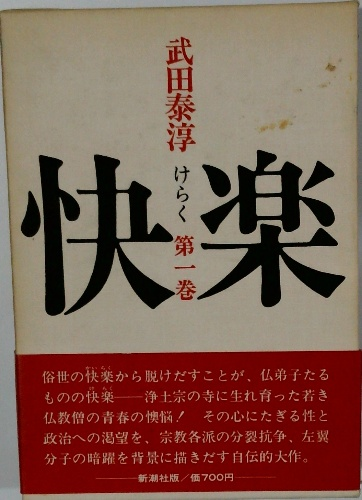 武田泰淳
快楽
けらく
第一巻
俗世の快楽から脱けだすことが、仏弟子たる
ものの快楽──浄土宗の寺に生れ育った若き
仏教僧の青春の懊悩！　その心にたぎる性と
政治への渇望を、宗教各派の分裂抗争、左翼
分子の暗躍を背景に描きだす自伝的大作。
新潮社版／価700円